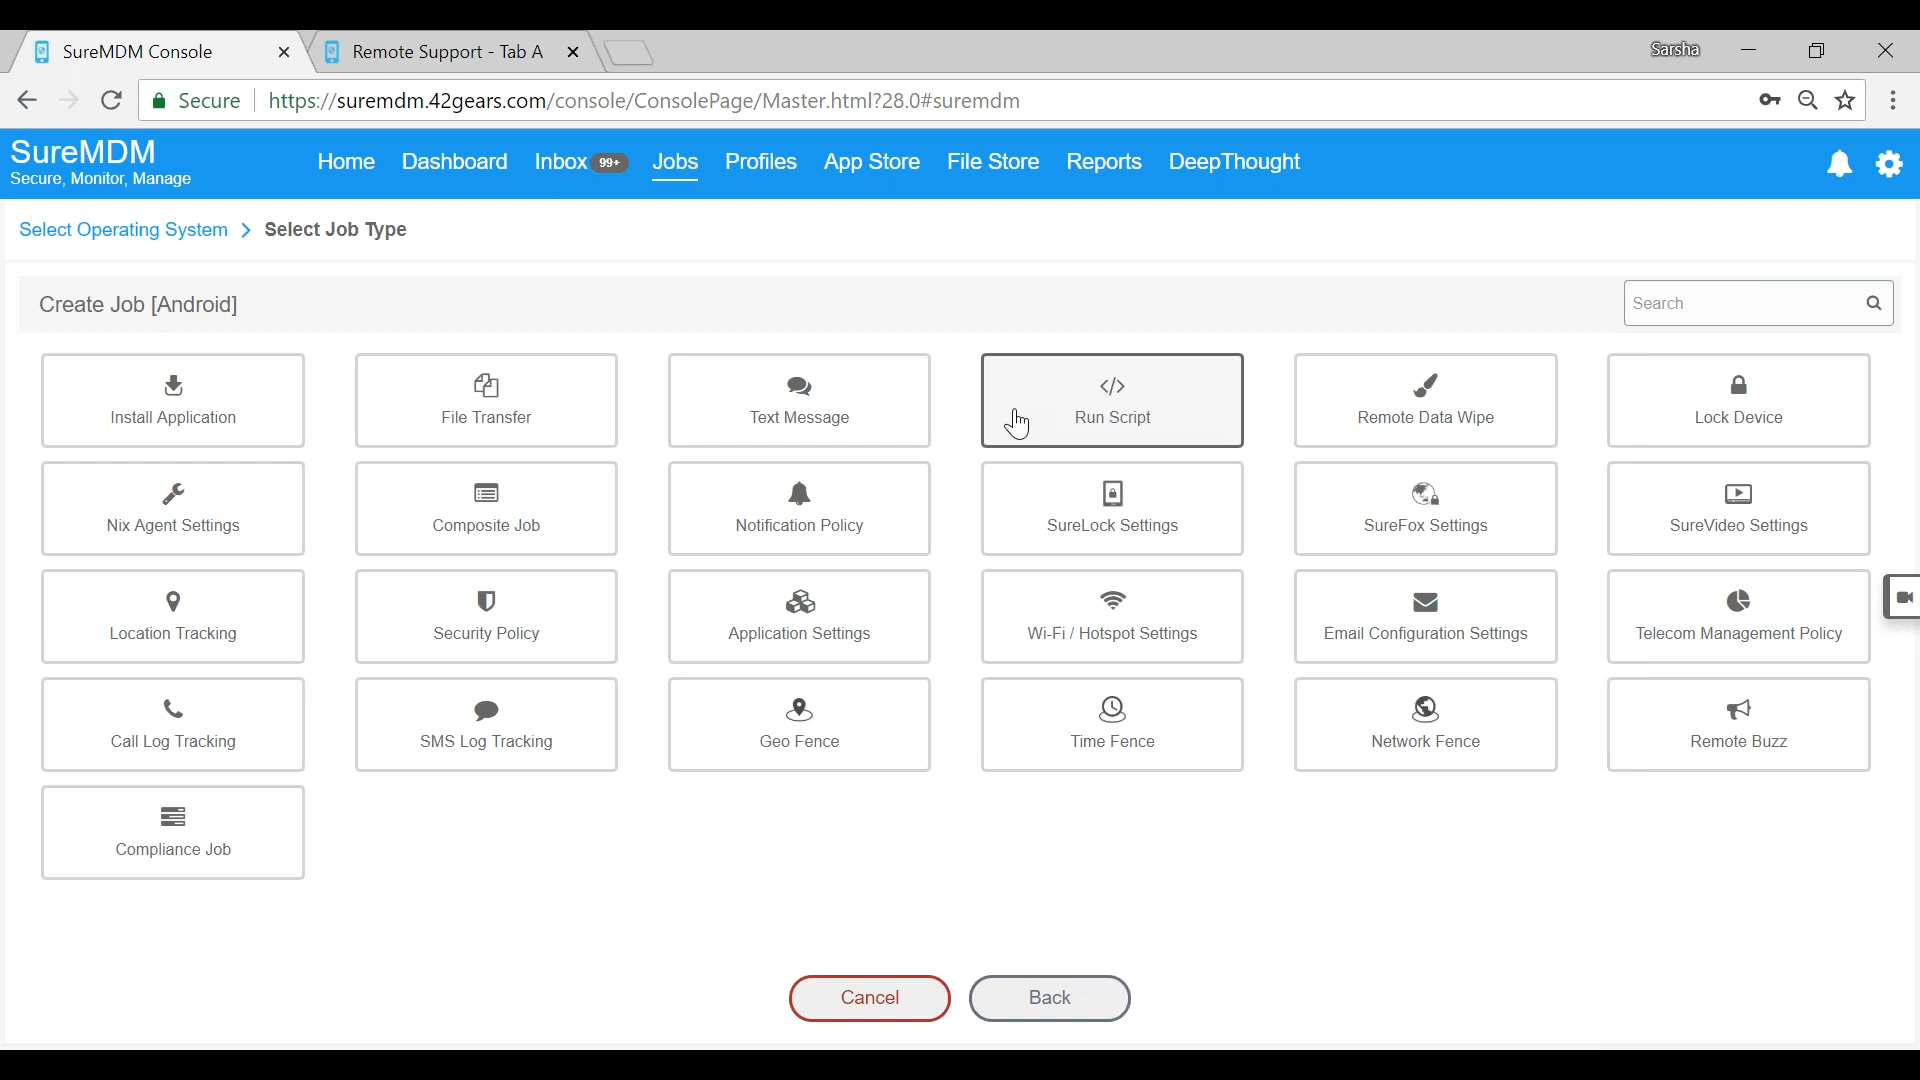 SureMDM Console
Remote Support - Tab A
Sarsha
Secure
https://suremdm.42gears.com/console/ConsolePage/Master.html?28.0#suremdm
SureMDM
Secure, Monitor, Manage
Home Dashboard Inbox 99+ Jobs Profiles App Store File Store Reports DeepThought
Select Operating System > Select Job Type
Create Job [Android]
Search
Install Application
File Transfer
Text Message
</> Run Script
Remote Data Wipe
Lock Device
Nix Agent Settings
Composite Job
Notification Policy
SureLock Settings
SureFox Settings
SureVideo Settings
Location Tracking
Security Policy
Application Settings
Wi-Fi / Hotspot Settings
Email Configuration Settings
Telecom Management Policy
Call Log Tracking
SMS Log Tracking
Geo Fence
Time Fence
Network Fence
Remote Buzz
Compliance Job
Cancel
Back